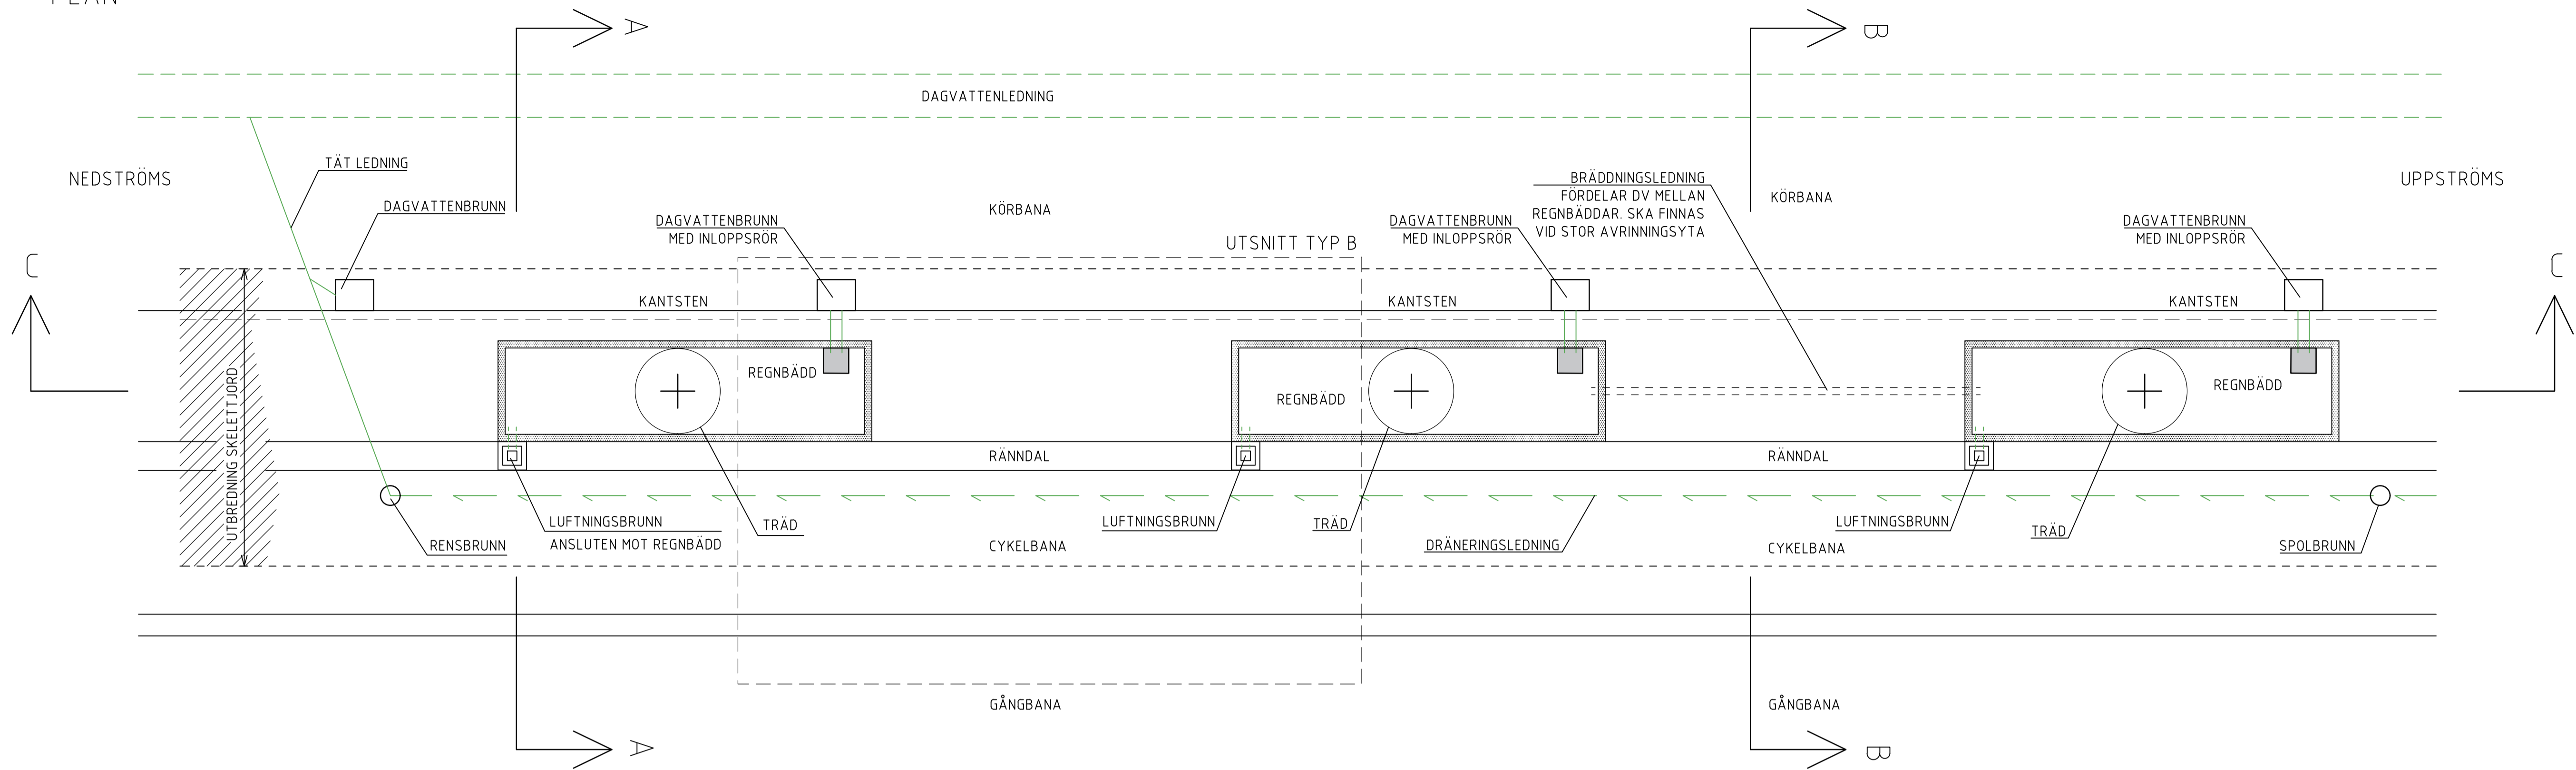 PLAN
A
B
DAGVATTENLEDNING
TÄT LEDNING
NEDSTRÖMS
BRÄDDNINGSLEDNING
FÖRDELAR DV MELLAN
REGNBÄDDAR. SKA FINNAS
VID STOR AVRINNINGSYTA
UPPSTRÖMS
KÖRBANA
DAGVATTENBRUNN
KÖRBANA
DAGVATTENBRUNN
MED INLOPPSRÖR
DAGVATTENBRUNN
MED INLOPPSRÖR
DAGVATTENBRUNN
MED INLOPPSRÖR
UTSNITT TYP B
C
C
KANTSTEN
KANTSTEN
KANTSTEN
REGNBÄDD
REGNBÄDD
REGNBÄDD
UTBREDNING SKELETTJORD
RÄNNDAL
RÄNNDAL
LUFTNINGSBRUNN
ANSLUTEN MOT REGNBÄDD
TRÄD
LUFTNINGSBRUNN
TRÄD
LUFTNINGSBRUNN
TRÄD
RENSBRUNN
CYKELBANA
DRÄNERINGSLEDNING
CYKELBANA
SPOLBRUNN
GÅNGBANA
GÅNGBANA
A
B